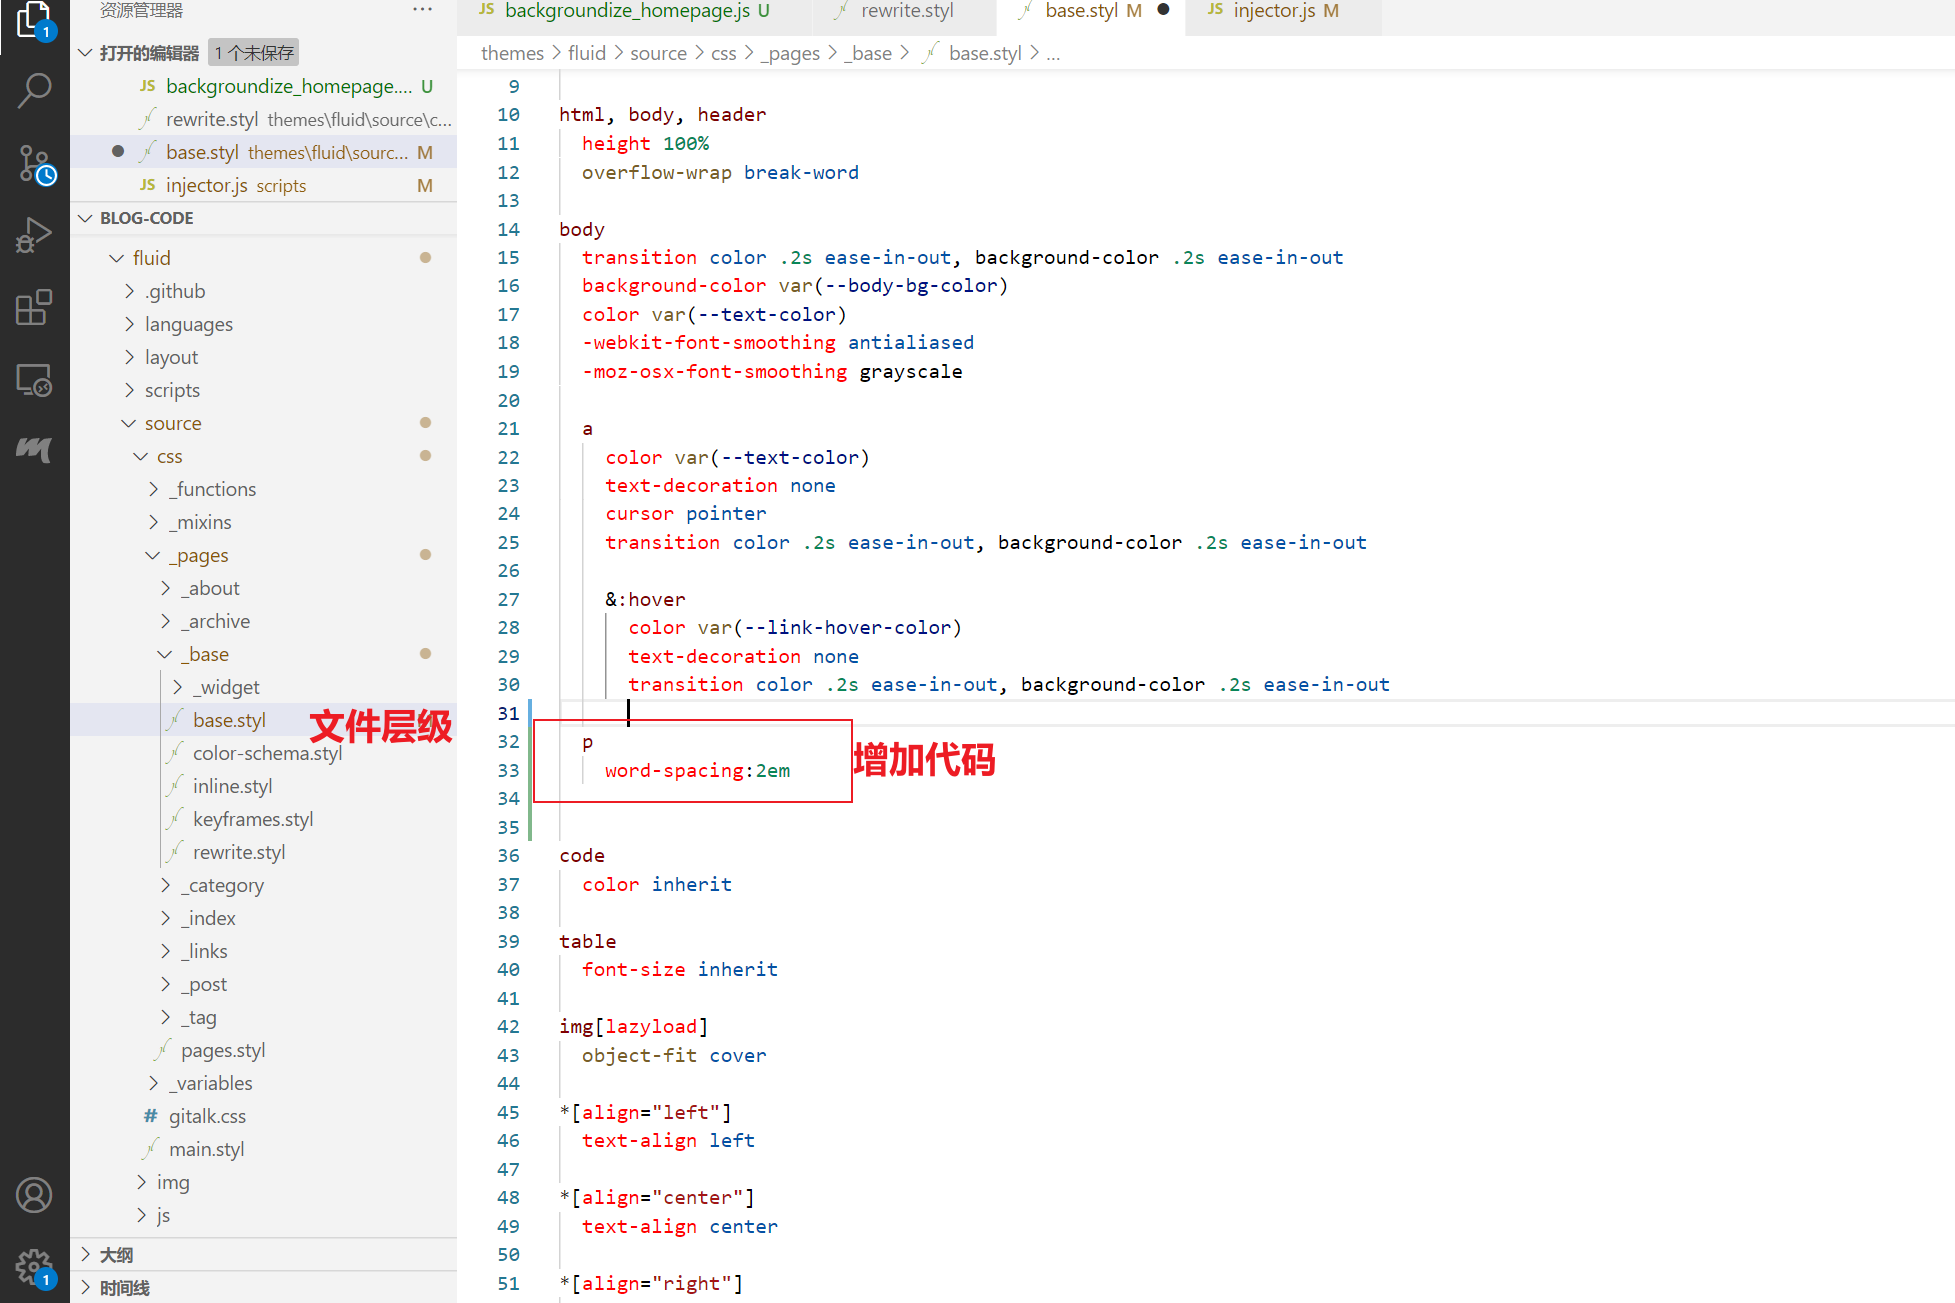 资源管理器
打开的编辑器 1 个未保存
JS backgroundize_homepage.... U
rewrite.styl themes\fluid\source\c...
base.styl themes\fluid\sourc... M
JS injector.js scripts M
BLOG-CODE
fluid
.github
languages
layout
scripts
source
css
_functions
_mixins
_pages
_about
_archive
_base
_widget
base.styl
文件层级
color-schema.styl
inline.styl
keyframes.styl
rewrite.styl
_category
_index
_links
_post
_tag
pages.styl
_variables
# gitalk.css
main.styl
img
js
大纲
时间线
1
1
JS backgroundize_homepage.js U
rewrite.styl
base.styl M
JS injector.js M
themes > fluid > source > css > _pages > _base > base.styl > ...
9
10 html, body, header
11 height 100%
12 overflow-wrap break-word
13
14 body
15 transition color .2s ease-in-out, background-color .2s ease-in-out
16 background-color var(--body-bg-color)
17 color var(--text-color)
18 -webkit-font-smoothing antialiased
19 -moz-osx-font-smoothing grayscale
20
21 a
22 color var(--text-color)
23 text-decoration none
24 cursor pointer
25 transition color .2s ease-in-out, background-color .2s ease-in-out
26
27 &:hover
28 color var(--link-hover-color)
29 text-decoration none
30 transition color .2s ease-in-out, background-color .2s ease-in-out
31
32 p
33 word-spacing:2em
增加代码
34
35
36 code
37 color inherit
38
39 table
40 font-size inherit
41
42 img[lazyload]
43 object-fit cover
44
45 *[align="left"]
46 text-align left
47
48 *[align="center"]
49 text-align center
50
51 *[align="right"]